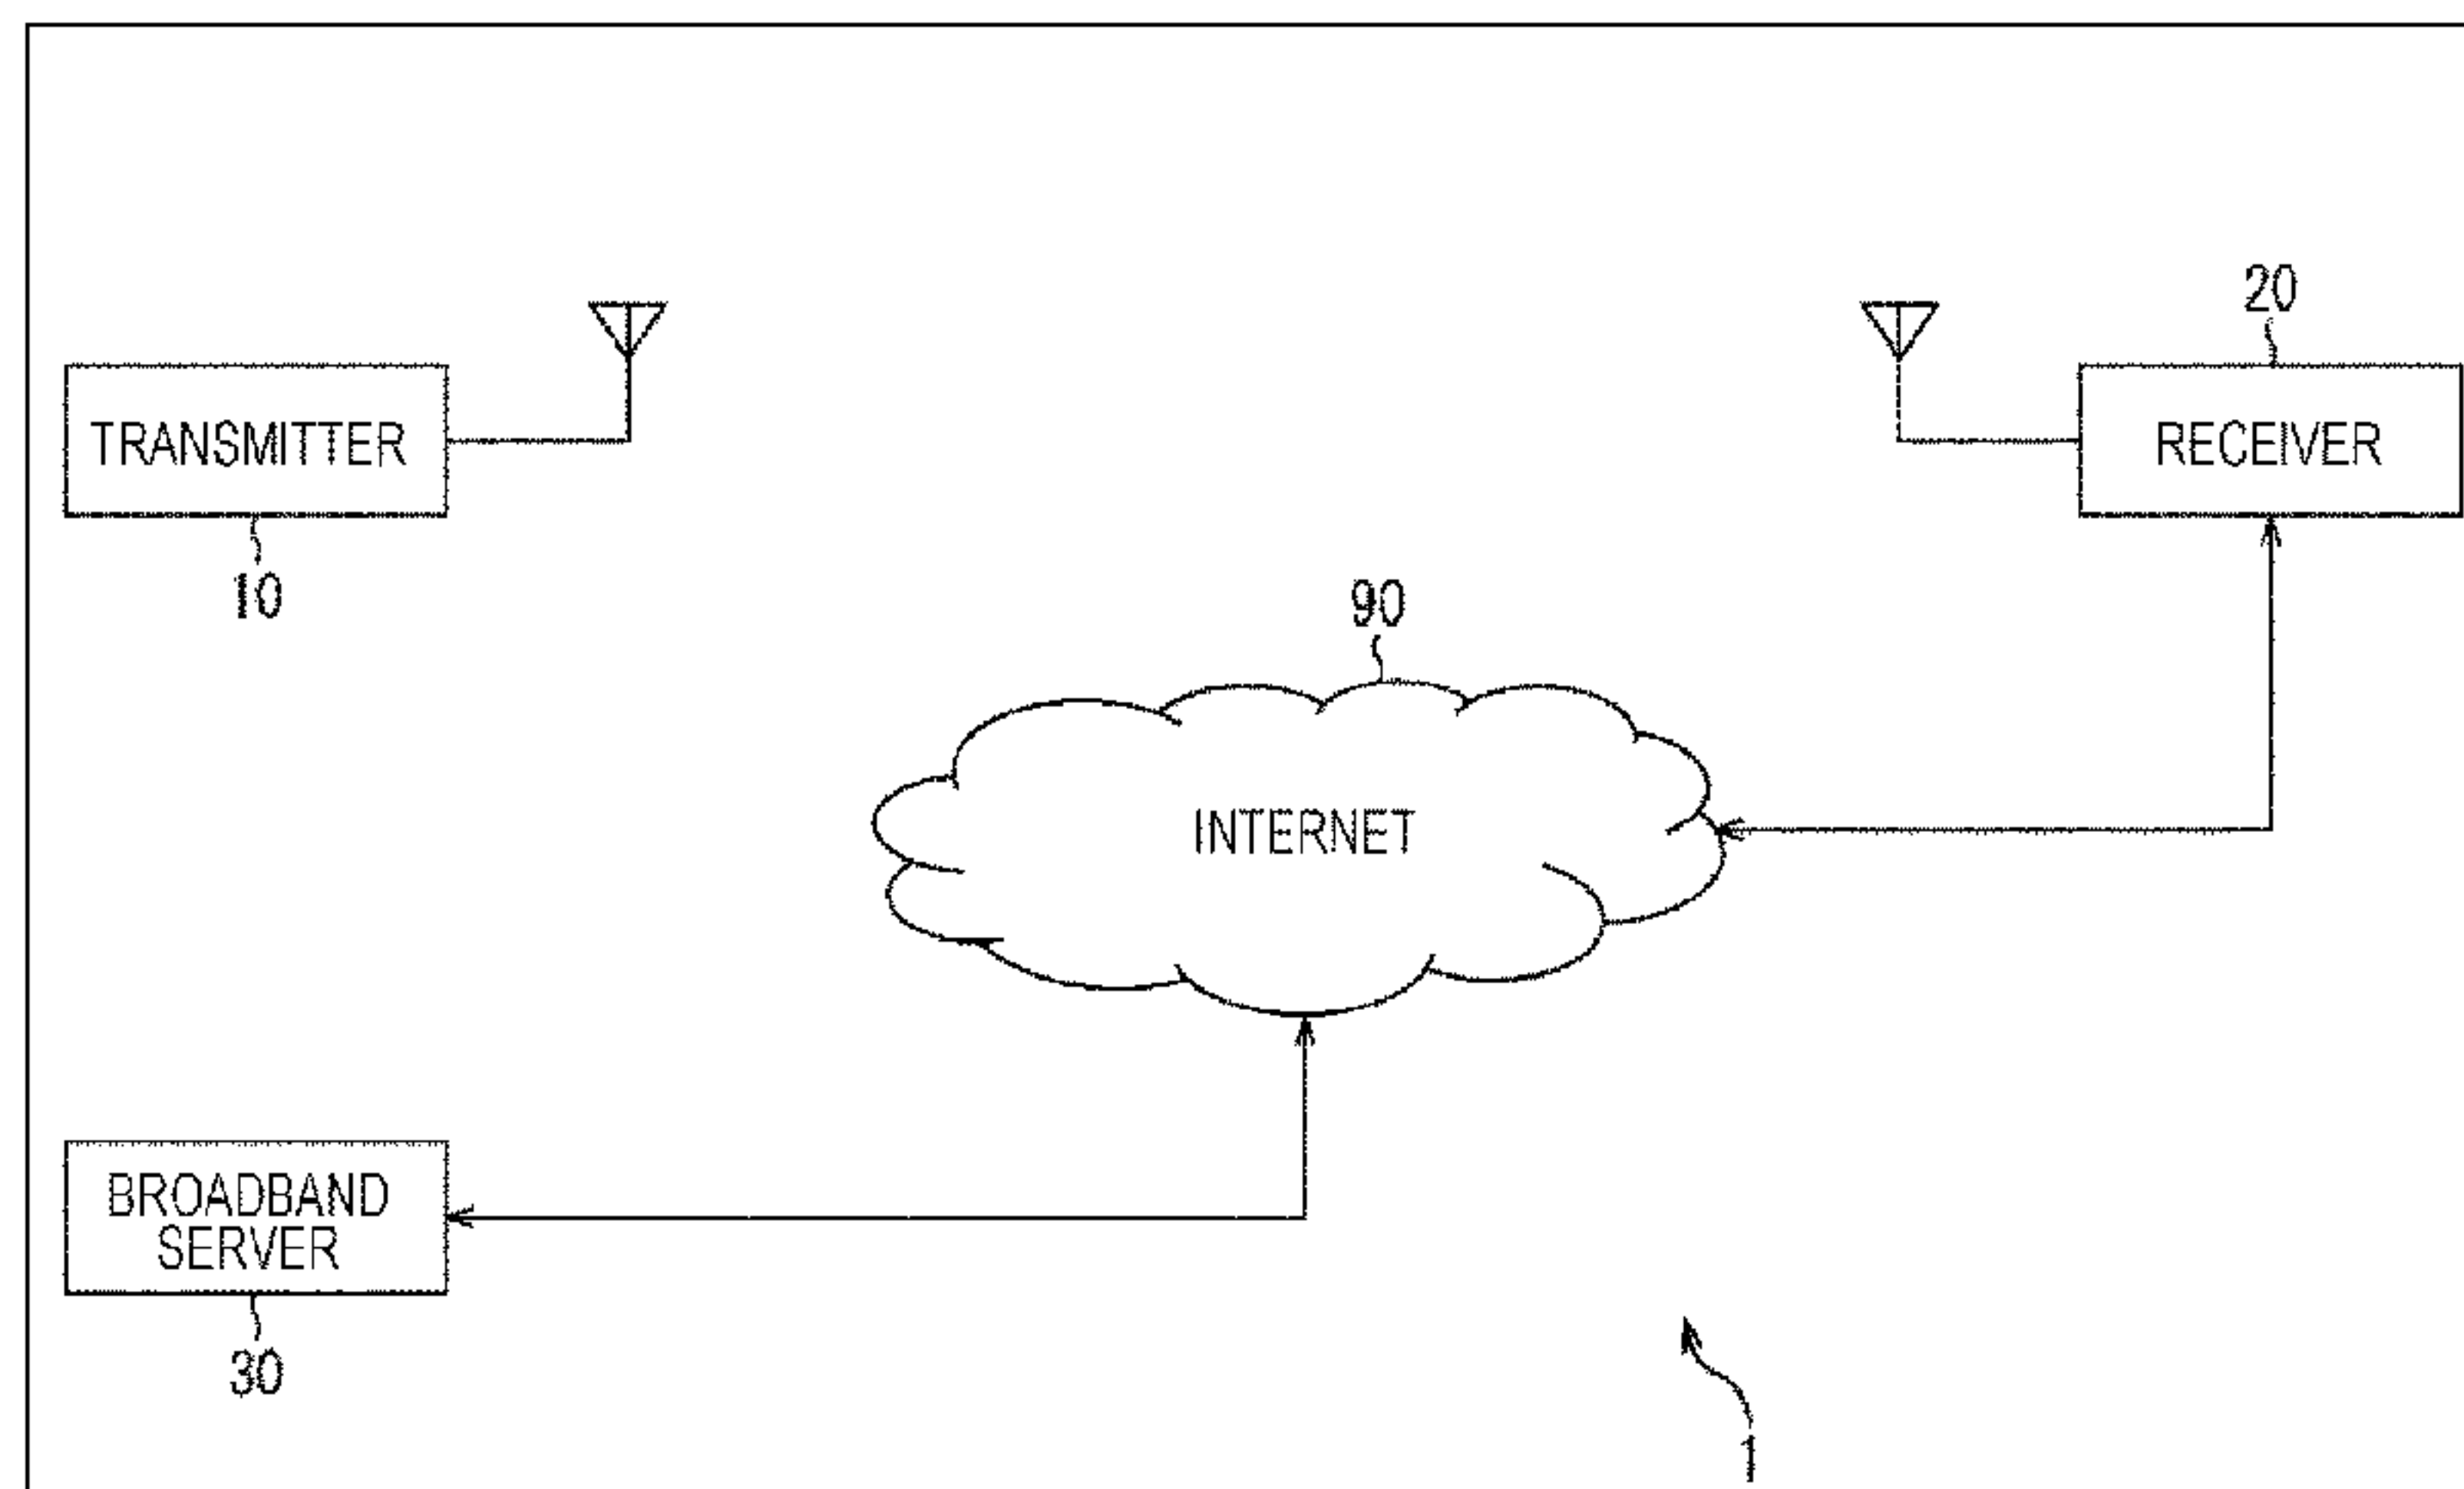 20
TRANSMITTER
RECEIVER
10
90
INTERNET
BROADBAND
SERVER
30
1